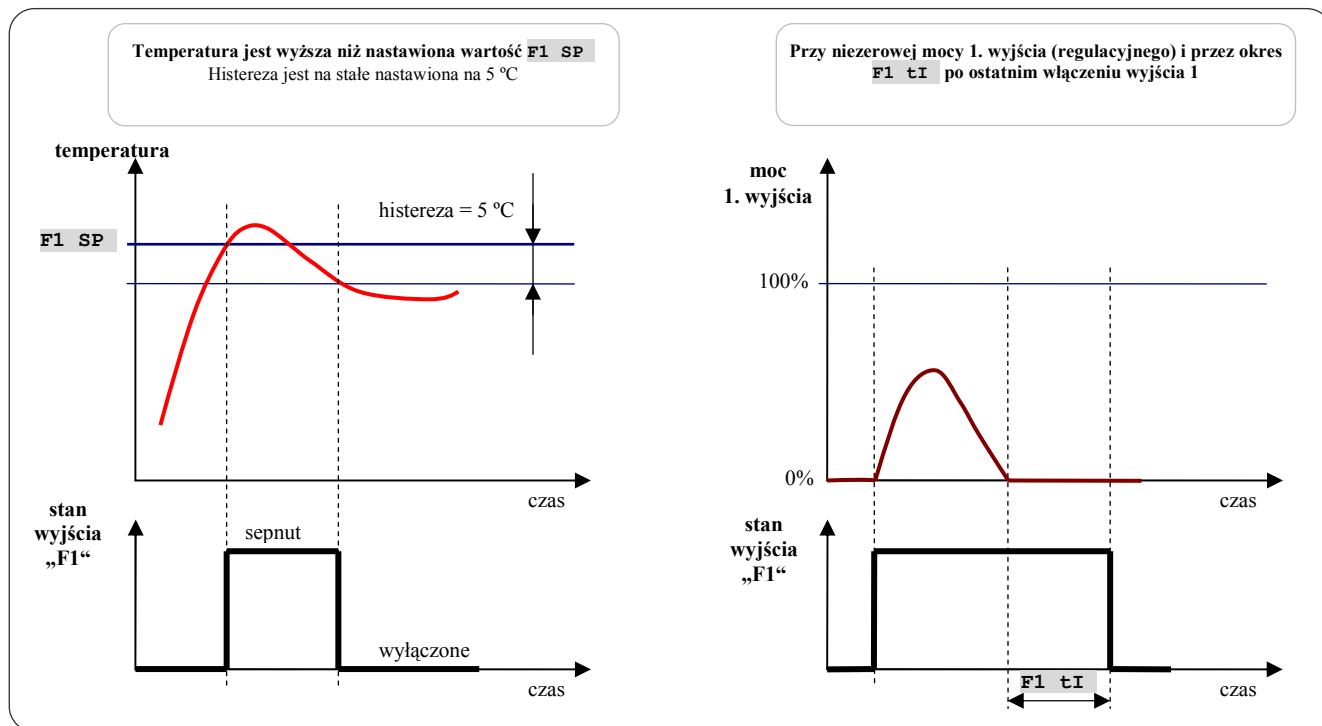 Temperatura jest wyższa niż nastawiona wartość F1 SP
Histereza jest na stałe nastawiona na 5 ºC
temperatura
histereza = 5 ºC
F1 SP
czas
stan
wyjścia
„F1“
sepnut
wyłączone
czas
Przy niezerowej mocy 1. wyjścia (regulacyjnego) i przez okres
F1 tI po ostatnim włączeniu wyjścia 1
moc
1. wyjścia
100%
0%
czas
stan
wyjścia
„F1“
F1 tI
czas